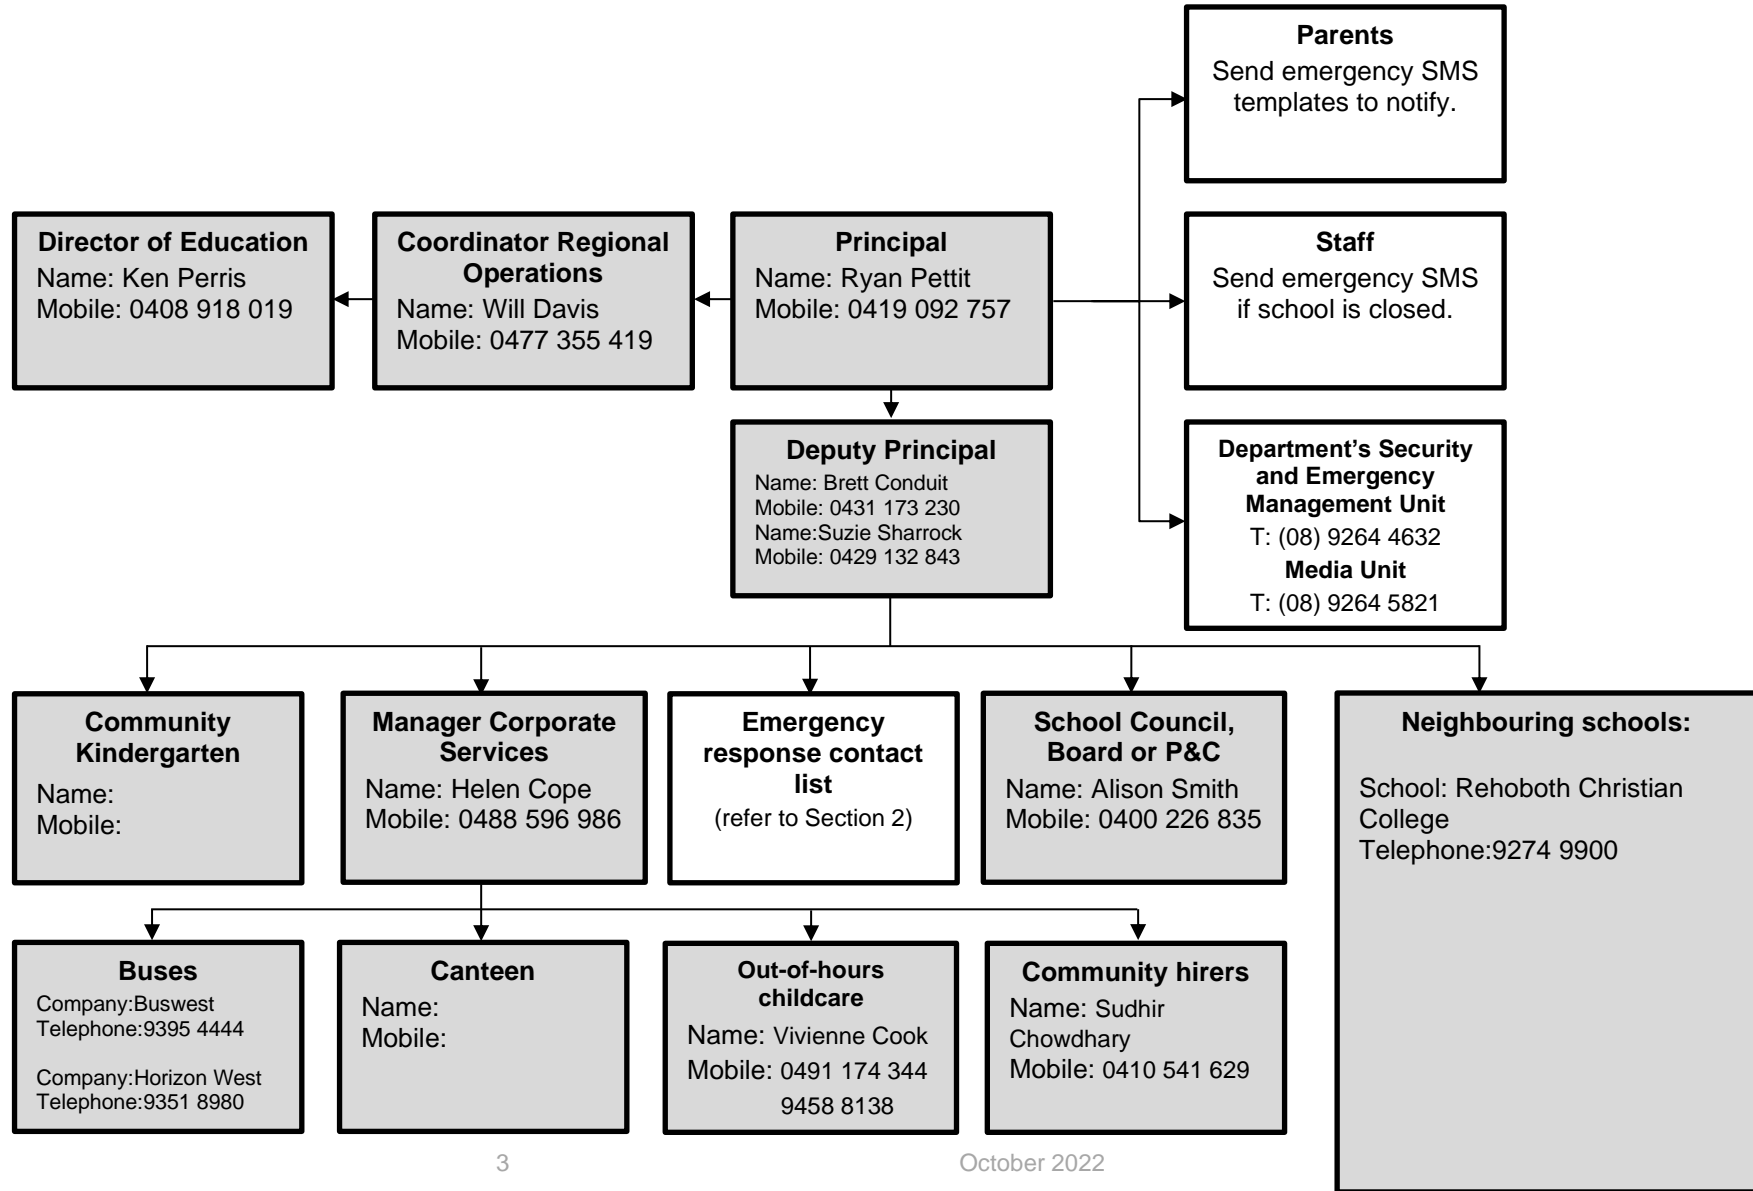 Parents
Send emergency SMS
templates to notify.
Director of Education
Name: Ken Perris
Mobile: 0408 918 019
Coordinator Regional
Operations
Name: Will Davis
Mobile: 0477 355 419
Principal
Name: Ryan Pettit
Mobile: 0419 092 757
Staff
Send emergency SMS
if school is closed.
Deputy Principal
Name: Brett Conduit
Mobile: 0431 173 230
Name:Suzie Sharrock
Mobile: 0429 132 843
Department’s Security
and Emergency
Management Unit
T: (08) 9264 4632
Media Unit
T: (08) 9264 5821
Community
Kindergarten
Name:
Mobile:
Manager Corporate
Services
Name: Helen Cope
Mobile: 0488 596 986
Emergency
response contact
list
(refer to Section 2)
School Council,
Board or P&C
Name: Alison Smith
Mobile: 0400 226 835
Neighbouring schools:
School: Rehoboth Christian
College
Telephone:9274 9900
Buses
Company:Buswest
Telephone:9395 4444
Company:Horizon West
Telephone:9351 8980
Canteen
Name:
Mobile:
Out-of-hours
childcare
Name: Vivienne Cook
Mobile: 0491 174 344
9458 8138
Community hirers
Name: Sudhir
Chowdhary
Mobile: 0410 541 629
3
October 2022